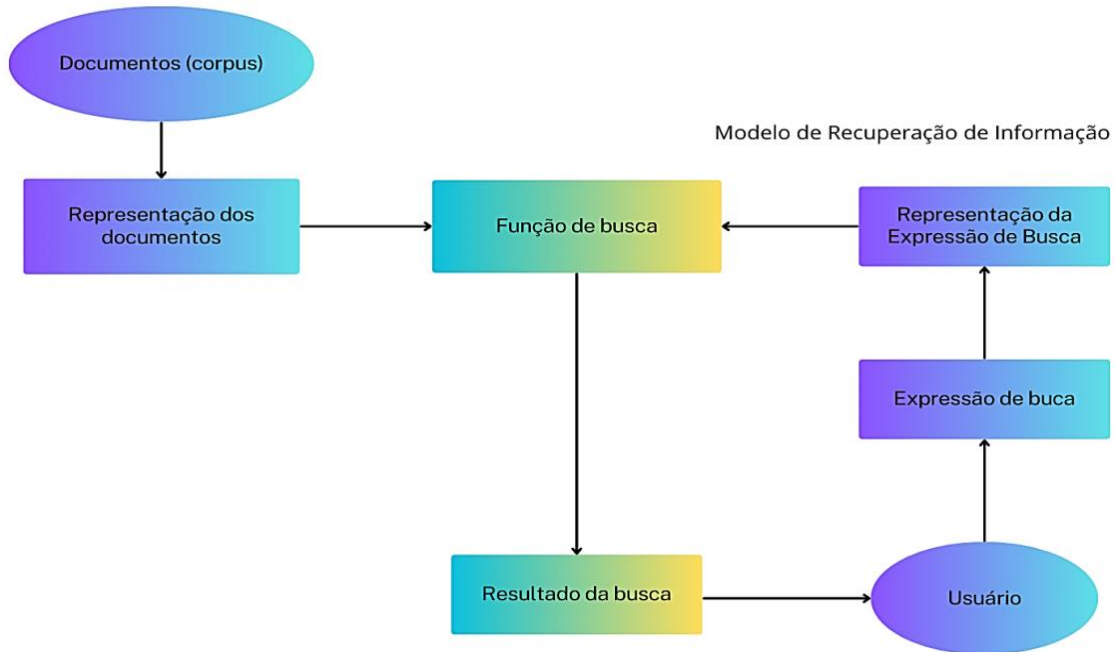 Documentos (corpus)
Modelo de Recuperação de Informação
Representação dos
documentos
Função de busca
Representação da
Expressão de Busca
Expressão de buca
Resultado da busca
Usuário